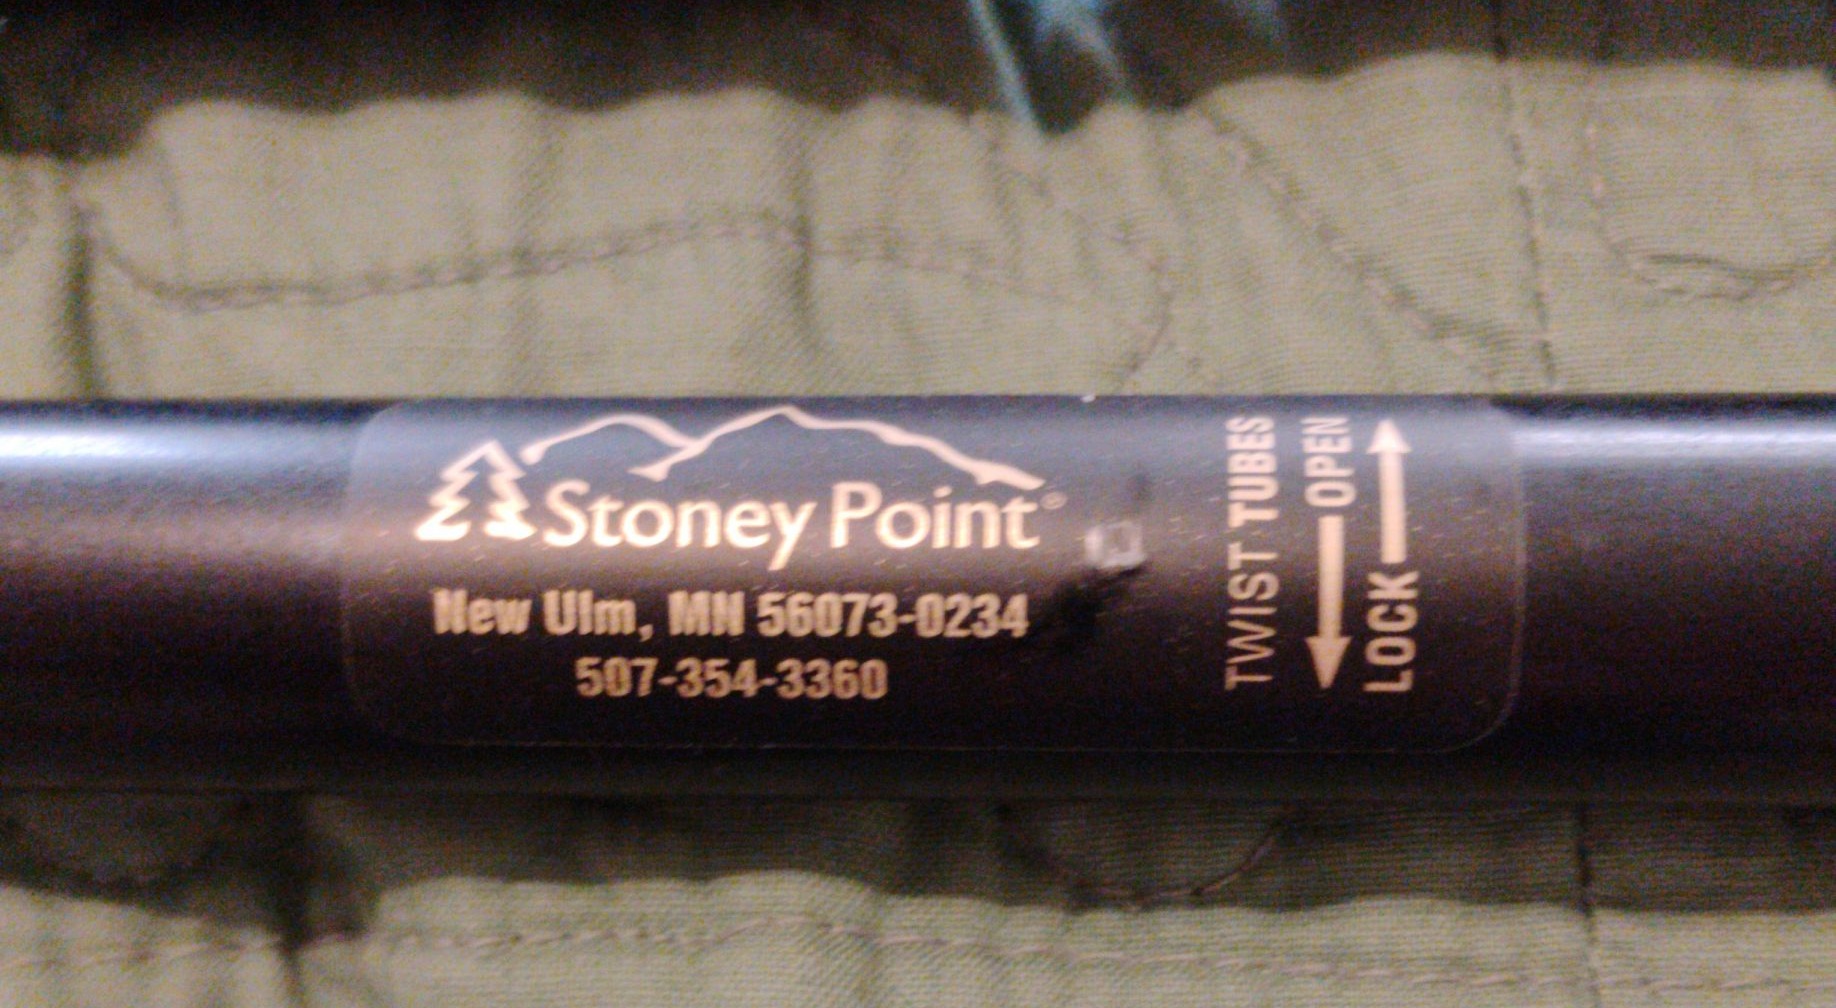 Stoney Point®
New Ulm, MN 56073-0234
507-354-3360
TWIST TUBES
OPEN
LOCK